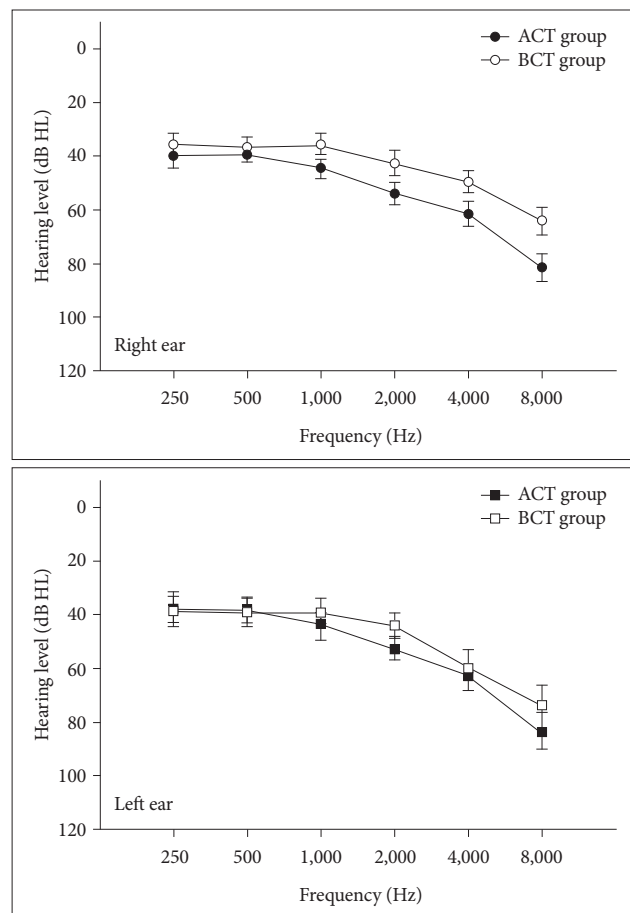 ACT group
BCT group
Hearing level (dB HL)
0
20
40
60
80
100
120
Right ear
250 500 1,000 2,000 4,000 8,000
Frequency (Hz)
ACT group
BCT group
Hearing level (dB HL)
0
20
40
60
80
100
120
Left ear
250 500 1,000 2,000 4,000 8,000
Frequency (Hz)